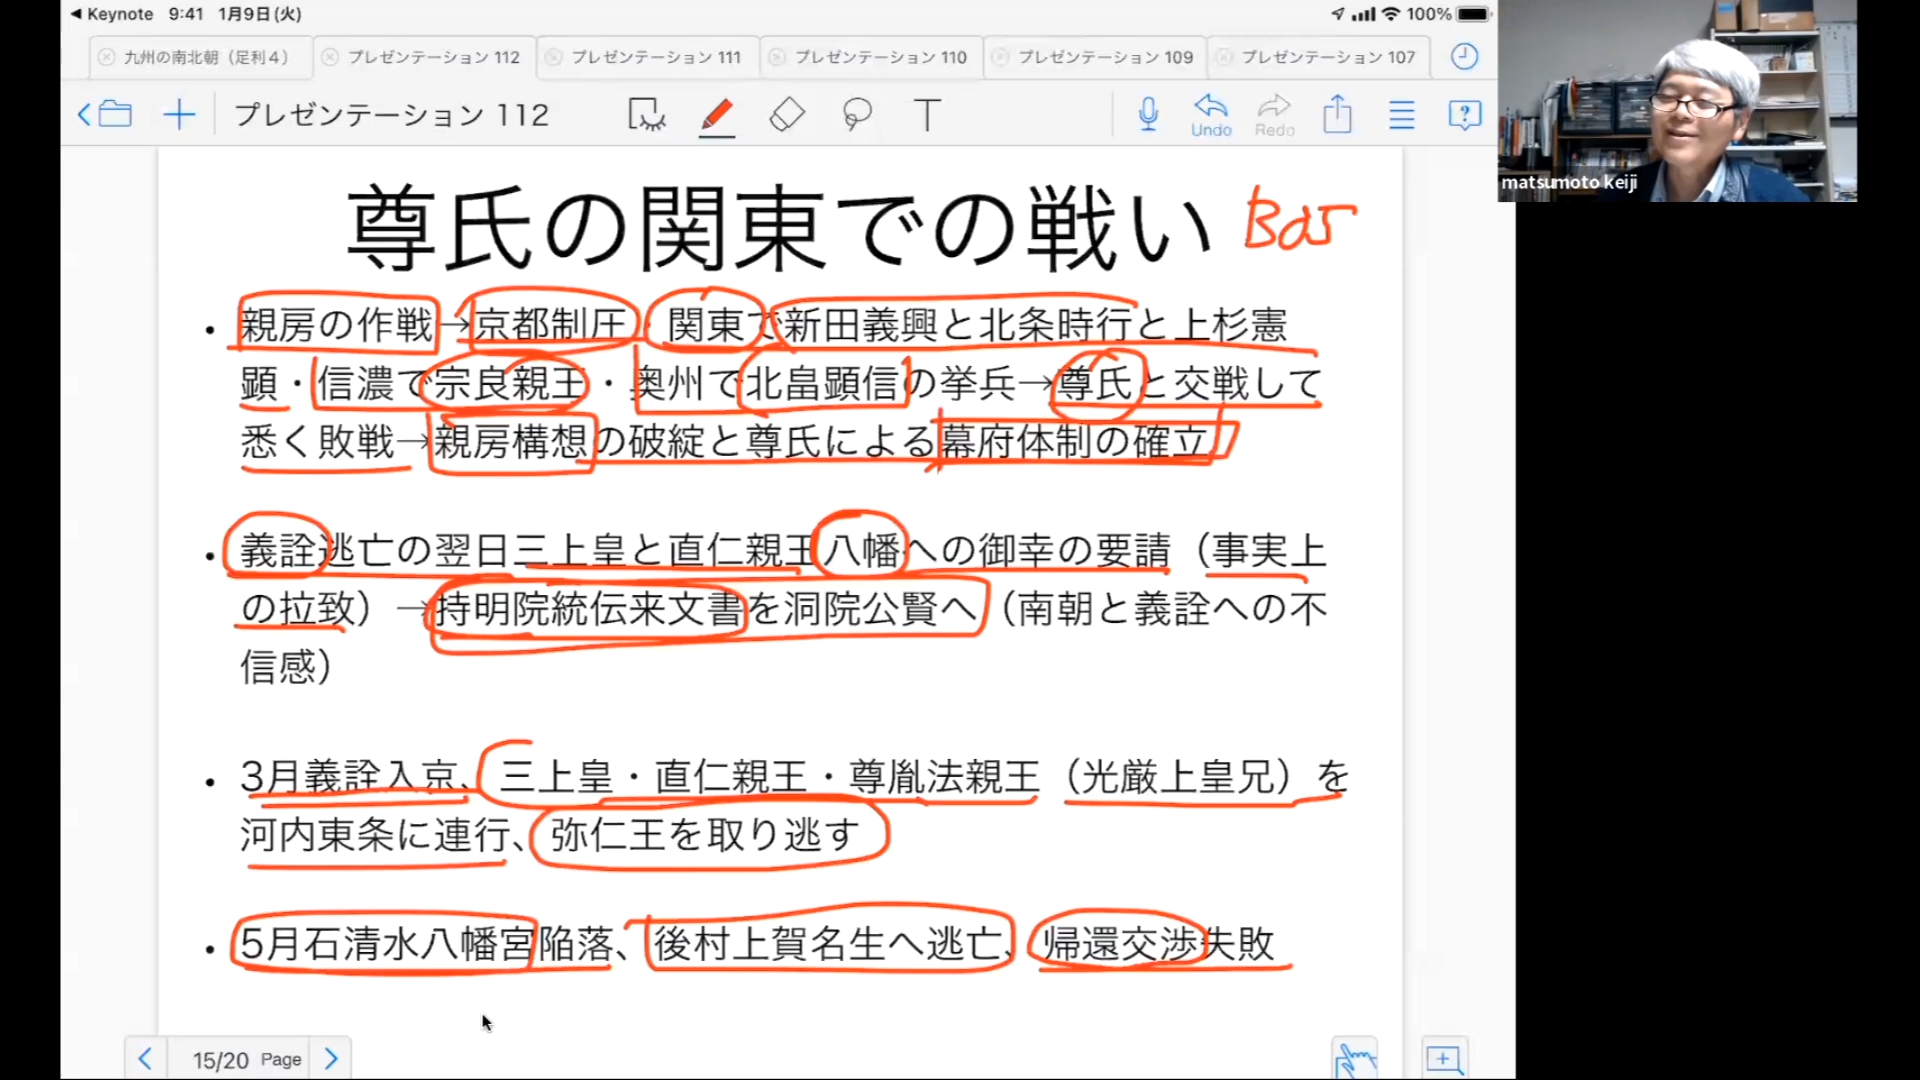 Keynote 9:41 1月9日(火) 100%
九州の南北朝（足利４） プレゼンテーション 112 プレゼンテーション 111 プレゼンテーション 110 プレゼンテーション 109 プレゼンテーション 107
プレゼンテーション 112 T Undo Redo
matsumoto keiji
尊氏の関東での戦い
• 親房の作戦→京都制圧・関東で新田義興と北条時行と上杉憲
顕・信濃で宗良親王・奥州で北畠顕信の挙兵→尊氏と交戦して
悉く敗戦→親房構想の破綻と尊氏による幕府体制の確立
• 義詮逃亡の翌日三上皇と直仁親王八幡への御幸の要請（事実上
の拉致）→持明院統伝来文書を洞院公賢へ（南朝と義詮への不
信感）
• 3月義詮入京、三上皇・直仁親王・尊胤法親王（光厳上皇兄）を
河内東条に連行、弥仁王を取り逃す
• 5月石清水八幡宮陥落、後村上賀名生へ逃亡、帰還交渉失敗
15/20 Page